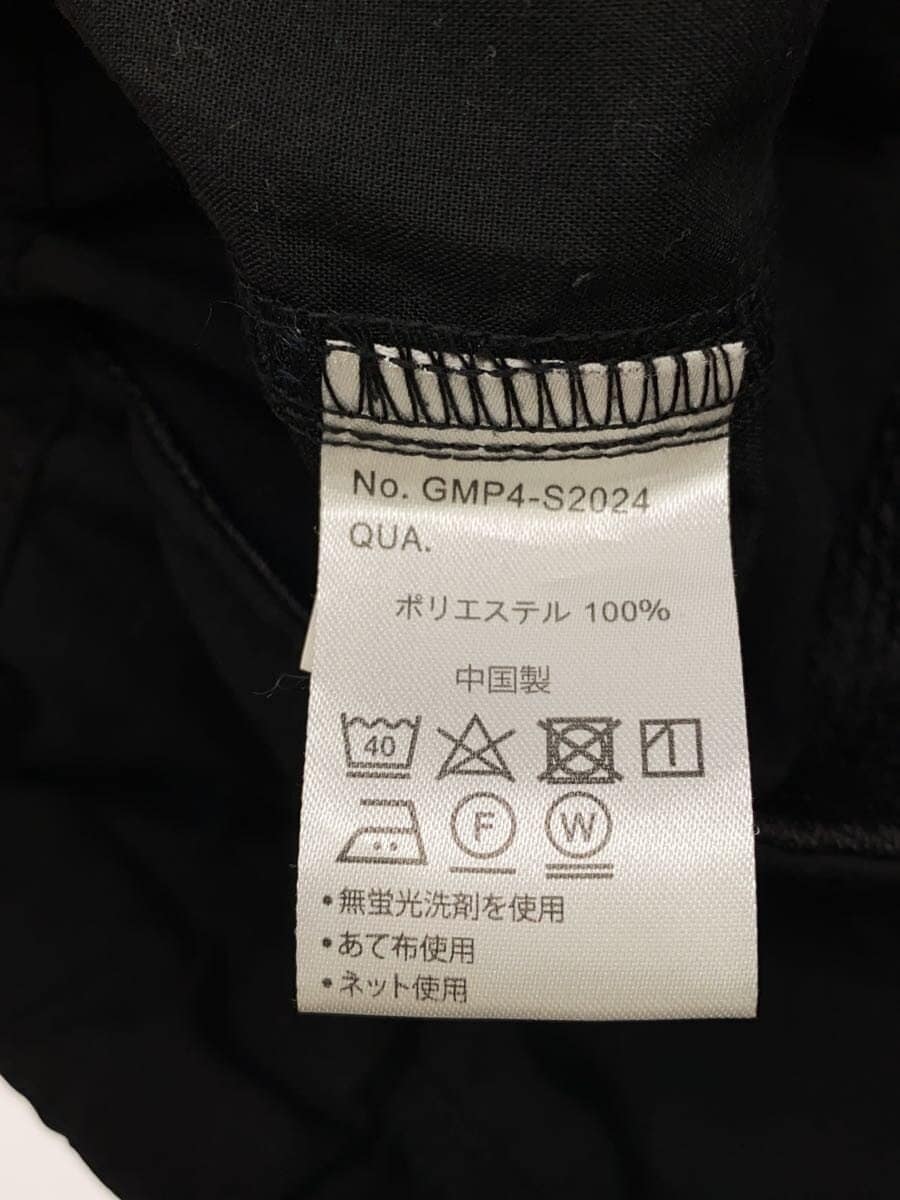 No. GMP4-S2024
QUA.
ポリエステル 100%
中国製
40
F W
•無蛍光洗剤を使用
•あて布使用
•ネット使用